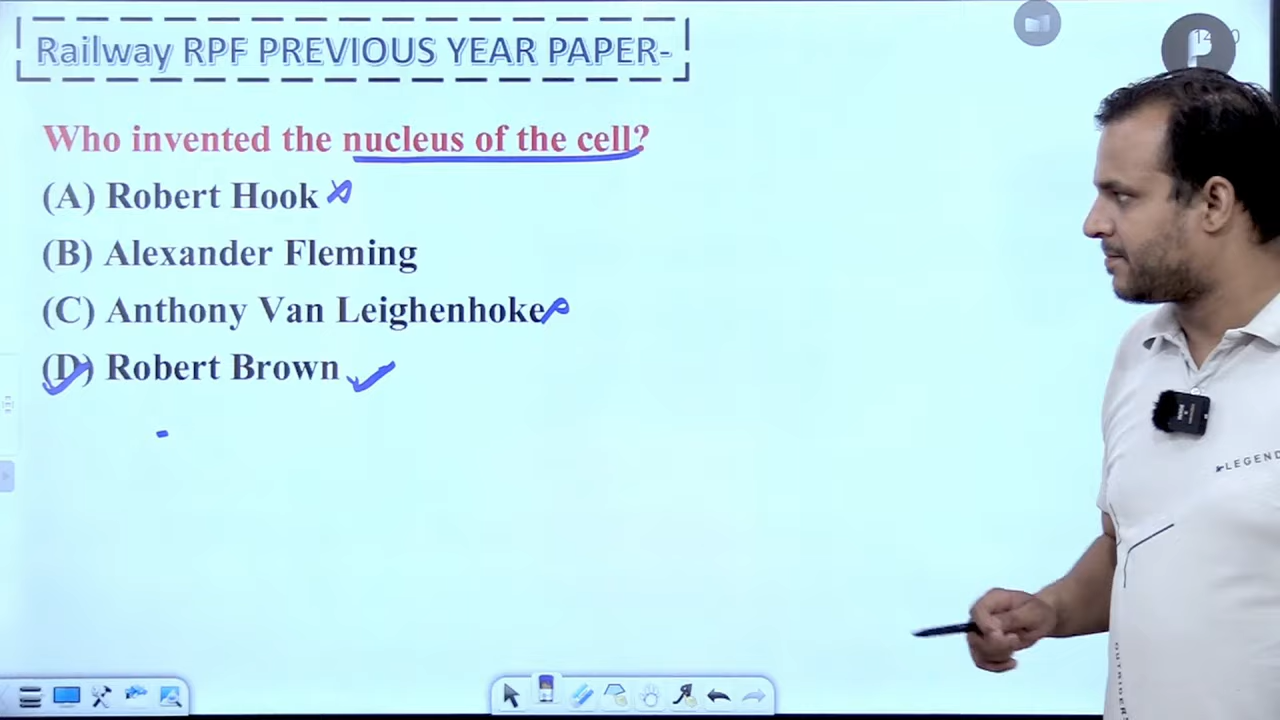 Railway RPF PREVIOUS YEAR PAPER-
Who invented the nucleus of the cell?
(A) Robert Hook
(B) Alexander Fleming
(C) Anthony Van Leighenhoke
(D) Robert Brown
LEGEND